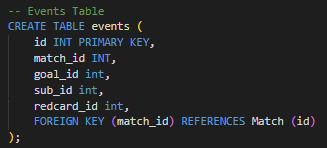 -- Events Table
CREATE TABLE events (
    id INT PRIMARY KEY,
    match_id INT,
    goal_id int,
    sub_id int,
    redcard_id int,
    FOREIGN KEY (match_id) REFERENCES Match (id)
);